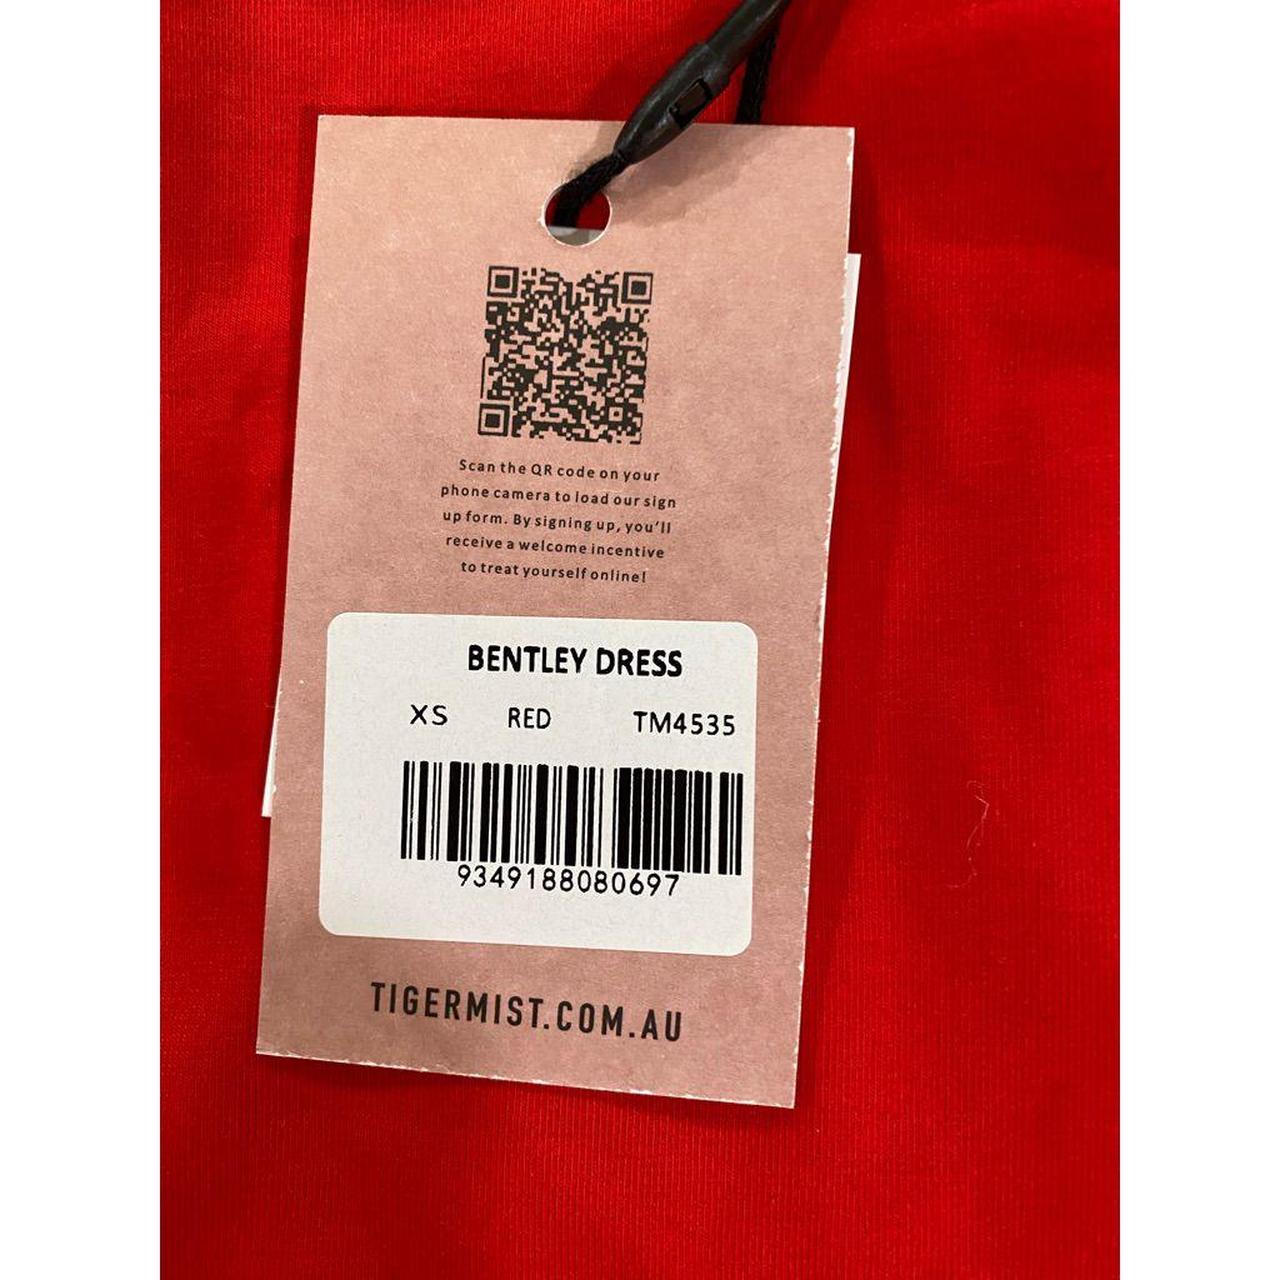 Scan the QR code on your
phone camera to load our sign
up form. By signing up, you'll
receive a welcome incentive
to treat yourself online!
BENTLEY DRESS
XS RED TM4535
9349188080697
TIGERMIST.COM.AU